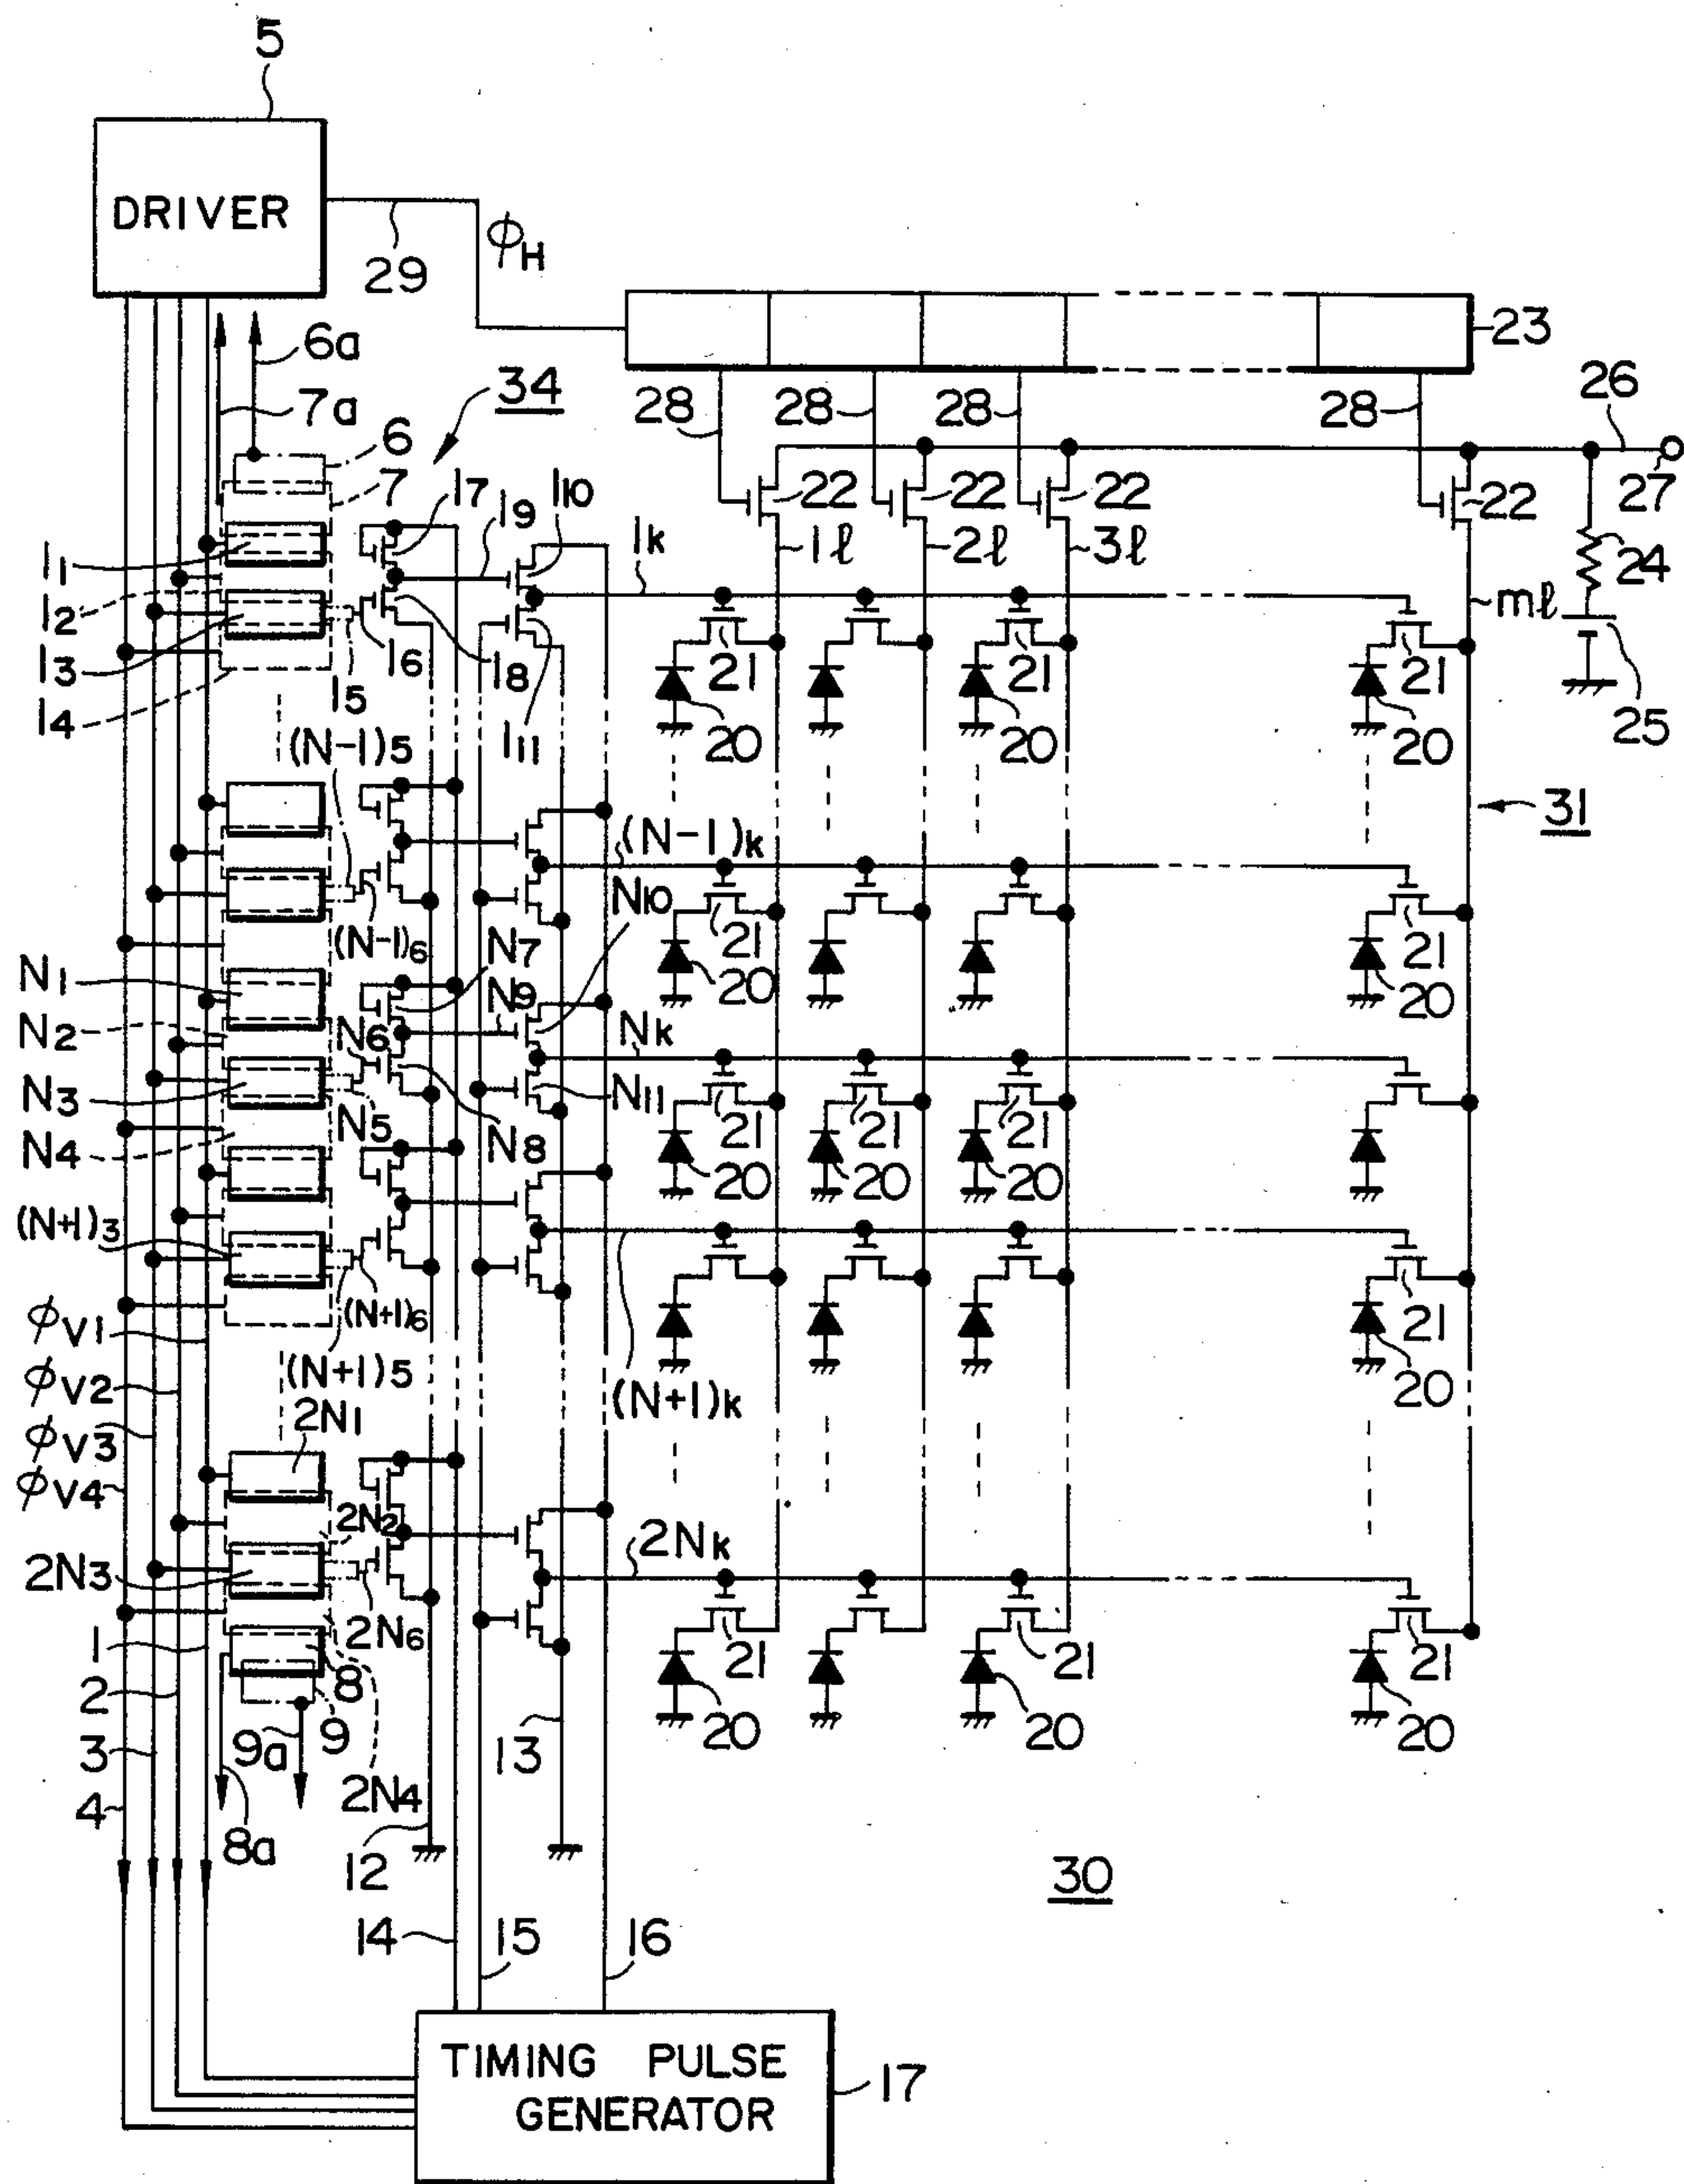 5
DRIVER
29
ϕH
6a
7a
34
23
28 28 28 28
26
27
6
7
1₇
1₉
1₁₀
22 22 22 22
1ℓ 2ℓ 3ℓ mℓ
24
25
1₁
1₂
1₃
1₄
1₅
1₆
1₈
1₁₁
1k
21 21 21
20 20 20
31
(N-1)₅
(N-1)₆
(N-1)k
21 21
20 20
N₁
N₂
N₃
N₄
N₅
N₆
N₇
N₈
N₉
N₁₀
N₁₁
Nk
21 21 21
20 20 20
(N+1)₃
(N+1)₆
(N+1)₅
(N+1)k
21
20
ϕV1
ϕV2
ϕV3
ϕV4
2N₁
2N₂
2N₃
2N₆
2Nk
21 21 21
20 20 20
1
2
3
4
8
9
9a
8a
2N₄
12
13
14
15
16
30
TIMING PULSE
GENERATOR
17